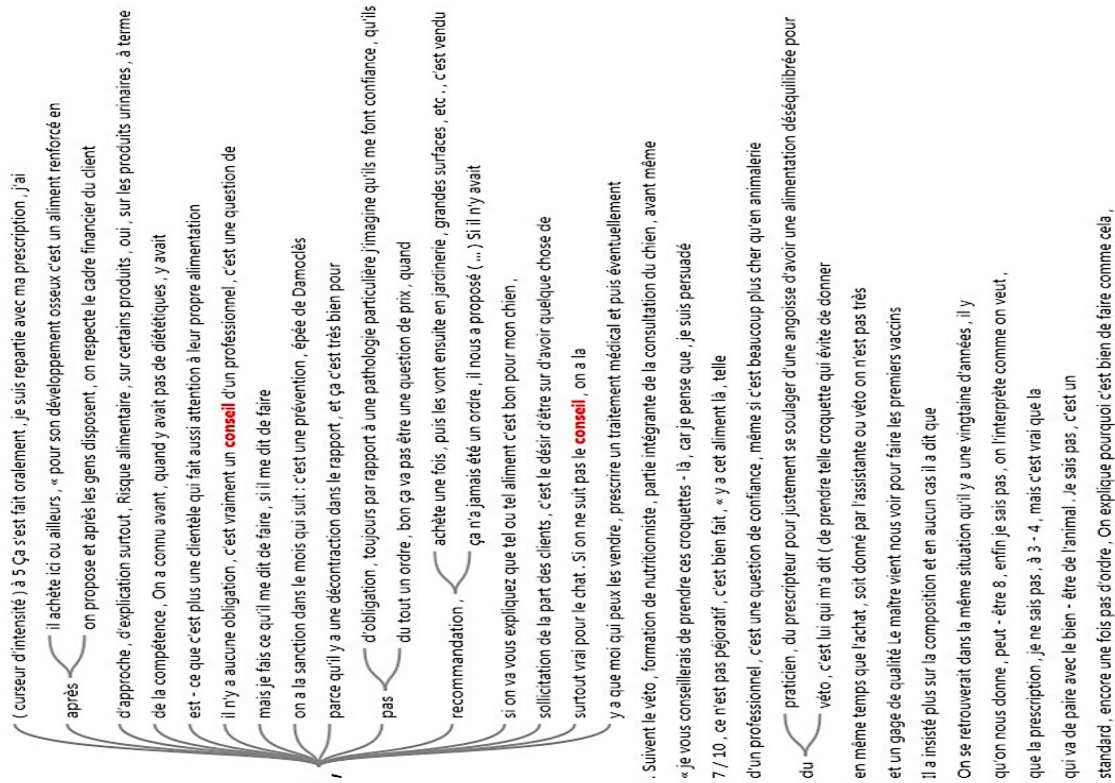 ( curseur d'intensité ) à 5 Ça s'est fait oralement , je suis repartie avec ma prescription , j'ai
après
il achète ici ou ailleurs , « pour son développement osseux c'est un aliment renforcé en
on propose et après les gens disposent , on respecte le cadre financier du client
d'approche , d'explication surtout , Risque alimentaire , sur certains produits , oui , sur les produits urinaires , à terme
de la compétence , On a connu avant , quand y avait pas de diététiques , y avait
est - ce que c'est plus une clientèle qui fait aussi attention à leur propre alimentation
il n'y a aucune obligation , c'est vraiment un conseil d'un professionnel , c'est une question de
mais je fais ce qu'il me dit de faire , si il me dit de faire
on a la sanction dans le mois qui suit : c'est une prévention , épée de Damoclès
parce qu'il y a une décontraction dans le rapport , et ça c'est très bien pour
,
pas
d'obligation , toujours par rapport à une pathologie particulière j'imagine qu'ils me font confiance , qu'ils
du tout un ordre , bon ça va pas être une question de prix , quand
recommandation ,
achète une fois , puis les vont ensuite en jardinerie , grandes surfaces , etc . , c'est vendu
ça n'a jamais été un ordre , il nous a proposé ( ... ) Si il n'y avait
si on va vous expliquez que tel ou tel aliment c'est bon pour mon chien ,
sollicitation de la part des clients , c'est le désir d'être sur d'avoir quelque chose de
surtout vrai pour le chat . Si on ne suit pas le conseil , on a la
y a que moi qui peux les vendre , prescrire un traitement médical et puis éventuellement
. Suivent le véto , formation de nutritionniste , partie intégrante de la consultation du chien , avant même
« je vous conseillerais de prendre ces croquettes - là , car je pense que , je suis persuadé
7 / 10 , ce n'est pas péjoratif , c'est bien fait , « y a cet aliment là , telle
d'un professionnel , c'est une question de confiance , même si c'est beaucoup plus cher qu'en animalerie
du
praticien , du prescripteur pour justement se soulager d'une angoisse d'avoir une alimentation déséquilibrée pour
véto , c'est lui qui m'a dit ( de prendre telle croquette qui évite de donner
en même temps que l'achat , soit donné par l'assistante ou véto on n'est pas très
et un gage de qualité Le maître vient nous voir pour faire les premiers vaccins
Il a insisté plus sur la composition et en aucun cas il a dit que
On se retrouverait dans la même situation qu'il y a une vingtaine d'années , il y
qu'on nous donne , peut - être 8 , enfin je sais pas , on l'interprète comme on veut ,
que la prescription , je ne sais pas , à 3 - 4 , mais c'est vrai que la
qui va de paire avec le bien - être de l'animal . Je sais pas , c'est un
standard , encore une fois pas d'ordre , On explique pourquoi c'est bien de faire comme cela ,